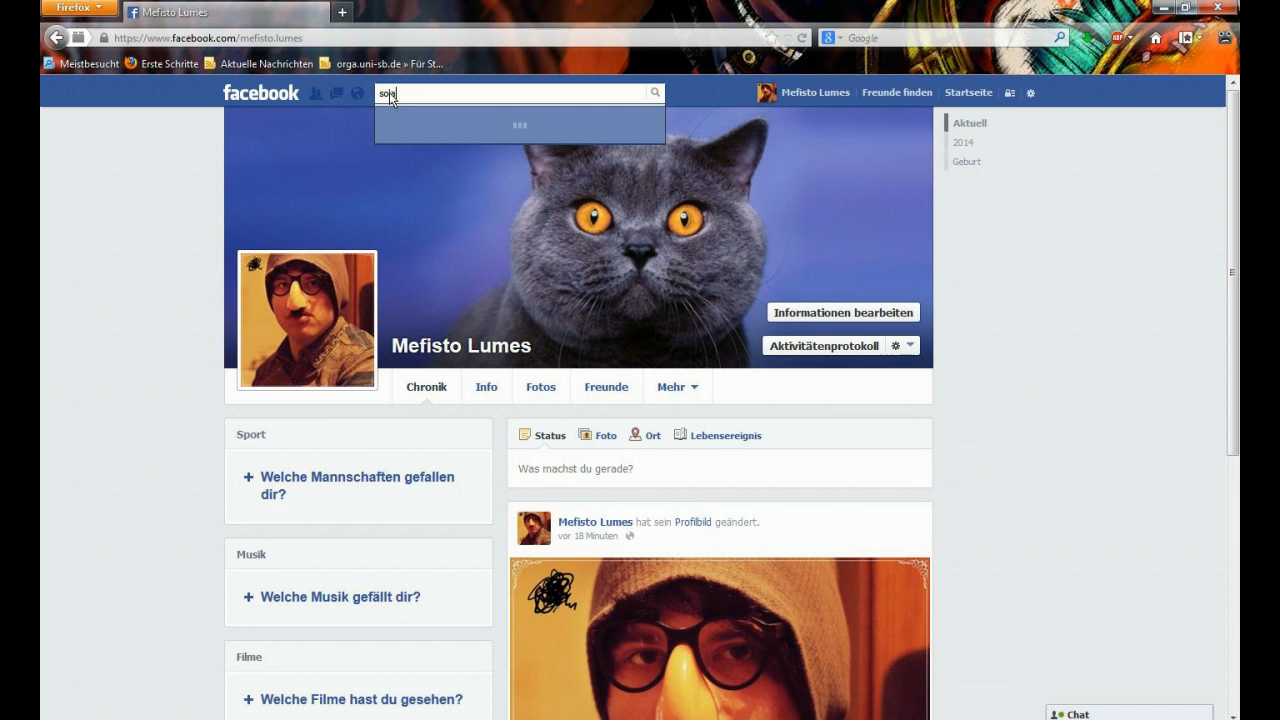 Firefox
Mefisto Lumes
https://www.facebook.com/mefisto.lumes
Google
Meistbesucht Erste Schritte Aktuelle Nachrichten orga.uni-sb.de » Für St...
facebook
Mefisto Lumes Freunde finden Startseite
Aktuell
2014
Geburt
Informationen bearbeiten
Mefisto Lumes
Aktivitätenprotokoll
Chronik Info Fotos Freunde Mehr
Sport
+ Welche Mannschaften gefallen
dir?
Status Foto Ort Lebensereignis
Was machst du gerade?
Mefisto Lumes hat sein Profilbild geändert.
vor 18 Minuten
Musik
+ Welche Musik gefällt dir?
Filme
+ Welche Filme hast du gesehen?
Chat